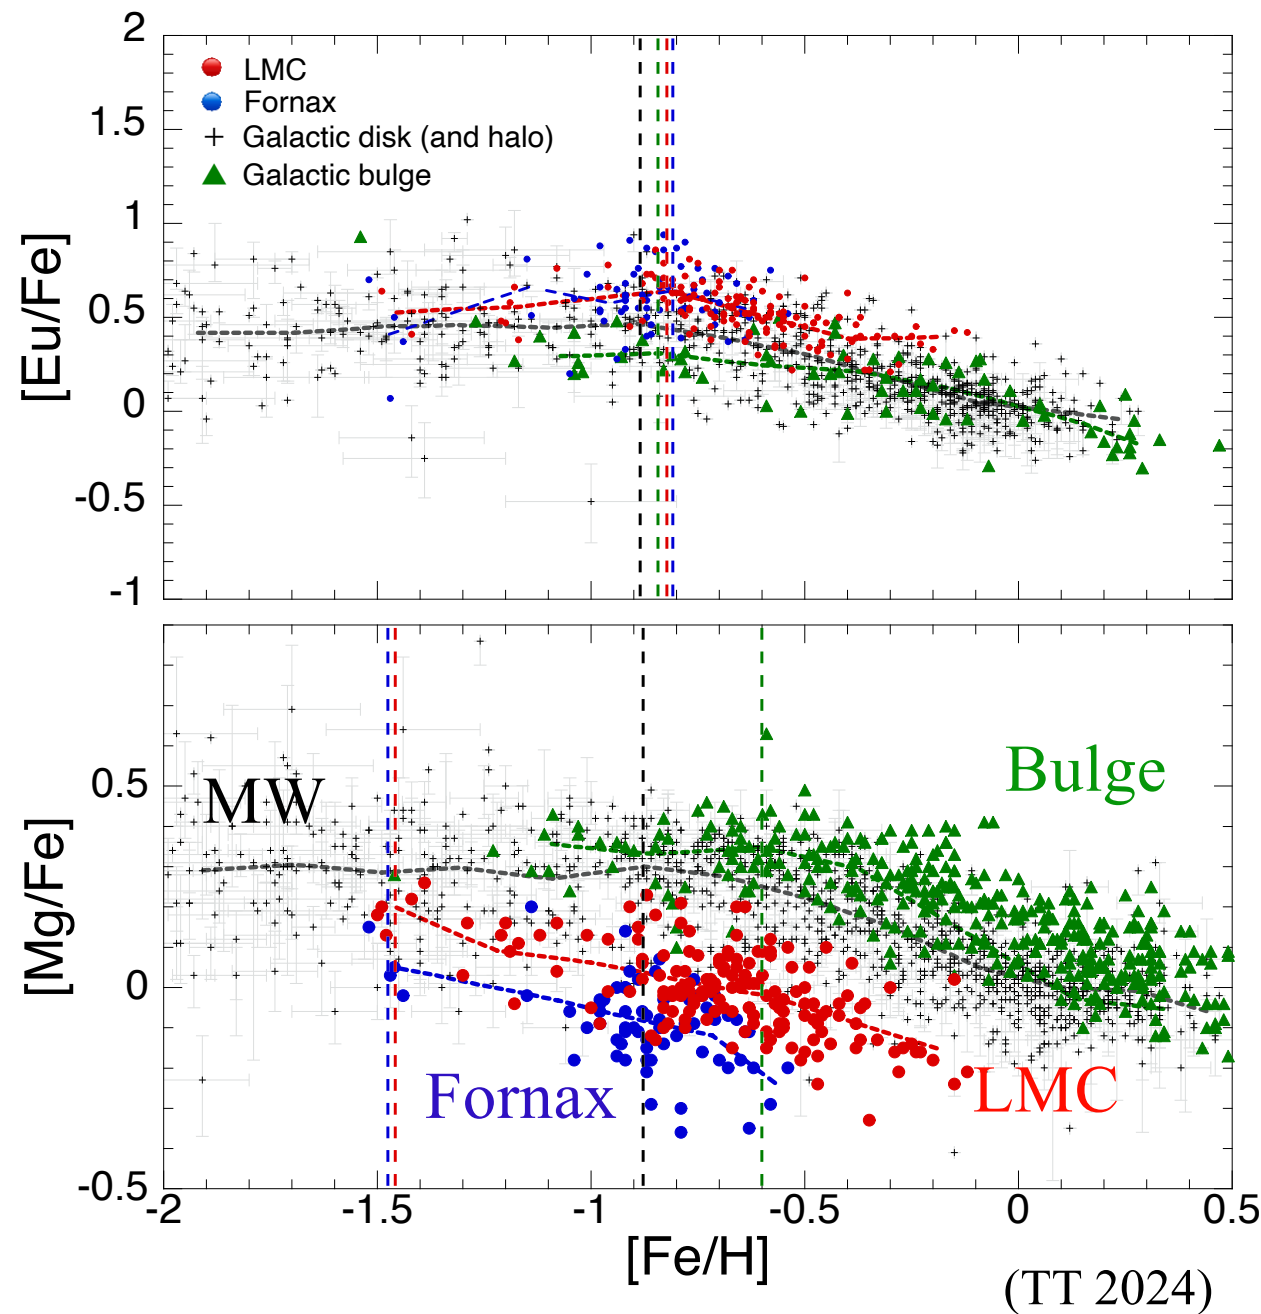 2
1.5
1
0.5
0
-0.5
-1
[Eu/Fe]
LMC
Fornax
Galactic disk (and halo)
Galactic bulge
0.5
0
-0.5
[Mg/Fe]
MW
Bulge
Fornax
LMC
-2 -1.5 -1 -0.5 0 0.5
[Fe/H]
(TT 2024)